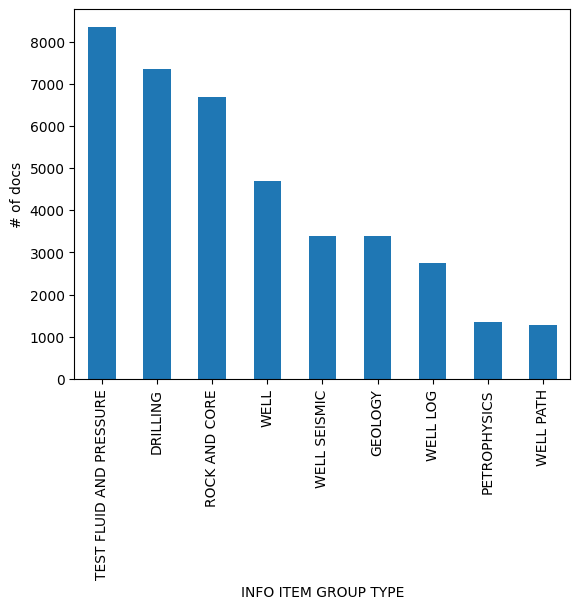 8000
7000
6000
5000
4000
3000
2000
1000
0
# of docs
TEST FLUID AND PRESSURE
DRILLING
ROCK AND CORE
WELL
WELL SEISMIC
GEOLOGY
WELL LOG
PETROPHYSICS
WELL PATH
INFO ITEM GROUP TYPE